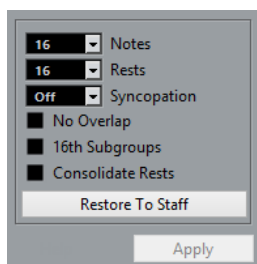 16 Notes
16 Rests
Off Syncopation
No Overlap
16th Subgroups
Consolidate Rests
Restore To Staff
Apply